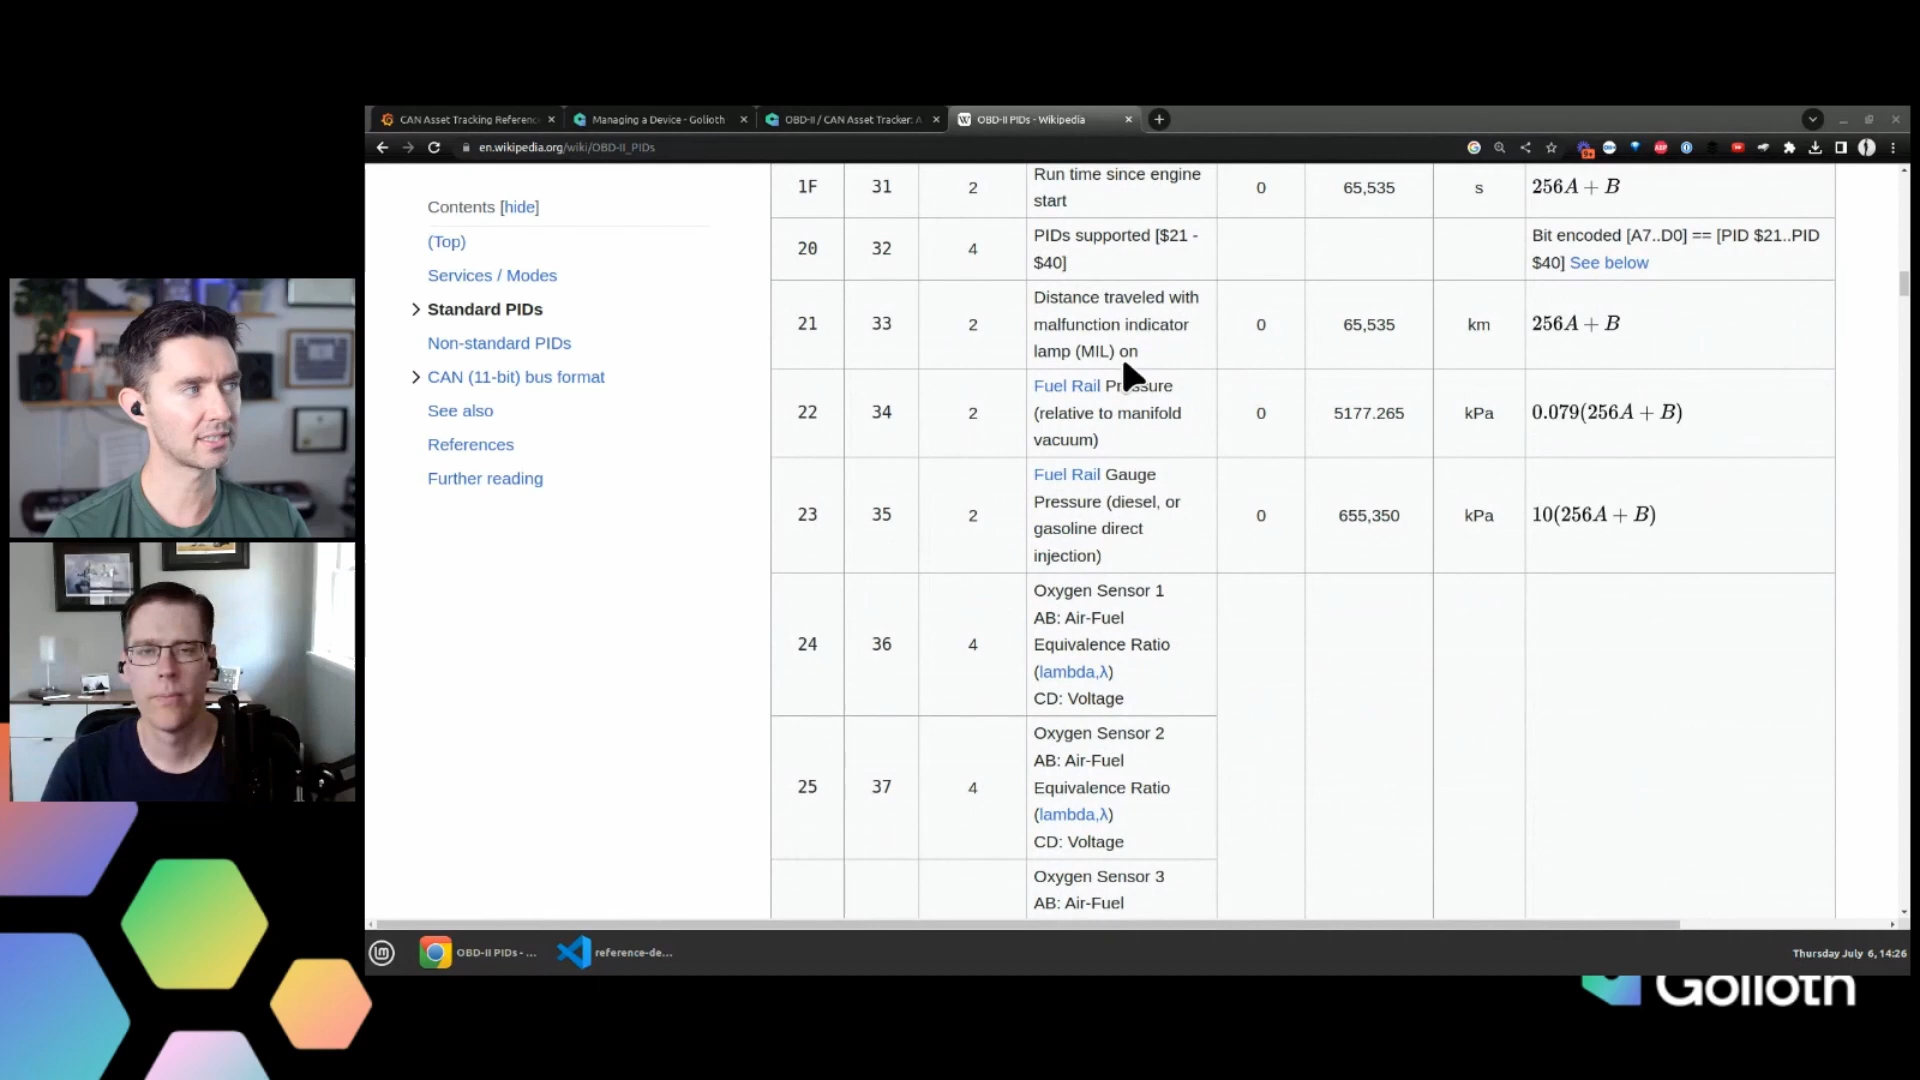 CAN Asset Tracking Referenc
Managing a Device - Golioth
OBD-II / CAN Asset Tracker: A
OBD-II PIDs - Wikipedia
en.wikipedia.org/wiki/OBD-II_PIDs
Contents [hide]
(Top)
Services / Modes
Standard PIDs
Non-standard PIDs
CAN (11-bit) bus format
See also
References
Further reading
1F 31 2 Run time since engine
start 0 65,535 s 256A + B
20 32 4 PIDs supported [$21 -
$40] Bit encoded [A7..D0] == [PID $21..PID
$40] See below
21 33 2 Distance traveled with
malfunction indicator
lamp (MIL) on 0 65,535 km 256A + B
22 34 2 Fuel Rail Pressure
(relative to manifold
vacuum) 0 5177.265 kPa 0.079(256A + B)
23 35 2 Fuel Rail Gauge
Pressure (diesel, or
gasoline direct
injection) 0 655,350 kPa 10(256A + B)
24 36 4 Oxygen Sensor 1
AB: Air-Fuel
Equivalence Ratio
(lambda,λ)
CD: Voltage
25 37 4 Oxygen Sensor 2
AB: Air-Fuel
Equivalence Ratio
(lambda,λ)
CD: Voltage
Oxygen Sensor 3
AB: Air-Fuel
OBD-II PIDs - ...
reference-de...
Thursday July 6, 14:26
Golioth